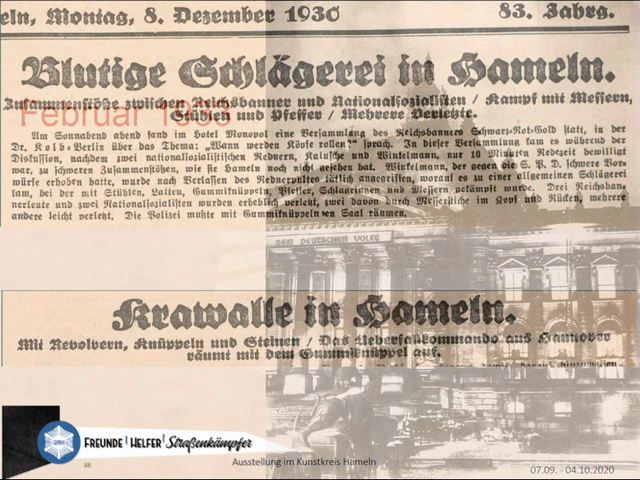 eln, Montag, 8. Dezember 1930 83. Jahrg.
Blutige Schlägerei in Hameln.
Zusammenstöße zwischen Reichsbanner und Nationalsozialisten / Kampf mit Messern,
Stühlen und Pfeffer / Mehrere Verletzte.
Februar 1933
Am Sonnabend abend fand im Hotel Monopol eine Versammlung des Reichsbanners Schwarz-Rot-Gold statt, in der
Dr. Kolb-Berlin über das Thema: „Wann werden Köpfe rollen?" sprach. In dieser Versammlung kam es während der
Diskussion, nachdem zwei nationalsozialistischen Rednern, Kalusche und Winkelmann, nur 10 Minuten Redezeit bewilligt
war, zu schweren Zusammenstößen, wie sie Hameln noch nicht gesehen hat. Winkelmann, der gegen die S. P. D. schwere Vor-
würfe erhoben hatte, wurde nach Verlassen des Rednerpultes tätlich angegriffen, worauf es zu einer allgemeinen Schlägerei
kam, bei der mit Stühlen, Latten, Gummiknüppeln, Pfeffer, Schlagringen und Messern gekämpft wurde. Drei Reichsban-
nerleute und zwei Nationalsozialisten wurden erheblich verletzt, zwei davon durch Messerstiche im Kopf und Rücken, mehrere
andere leicht verletzt. Die Polizei mußte mit Gummiknüppeln den Saal räumen.
DEM DEUTSCHEN VOLKE
Krawalle in Hameln.
Mit Revolvern, Knüppeln und Steinen / Das Ueberfallkommando aus Hannover
räumt mit dem Gummiknüppel auf.
FREUNDE HELFER Straßenkämpfer
Ausstellung im Kunstkreis Hameln
07.09. - 04.10.2020